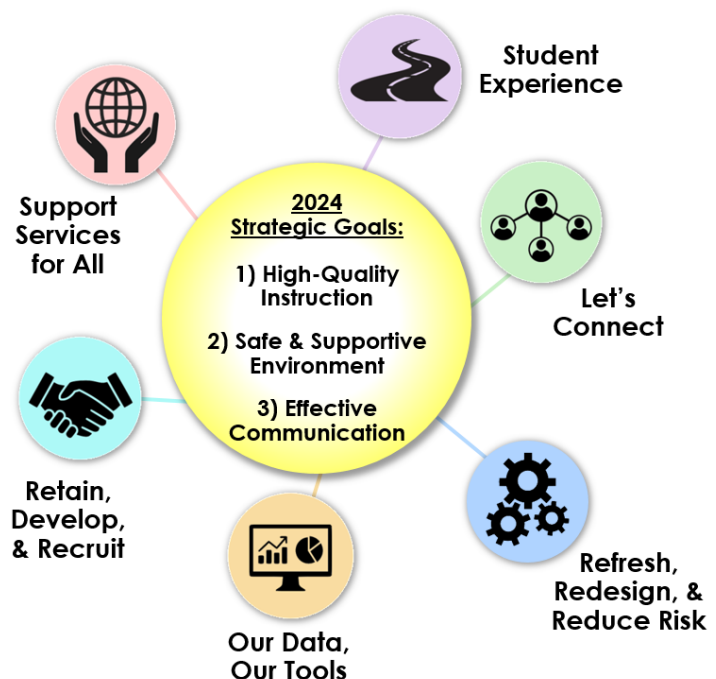 Student
Experience
Support
Services
for All
2024
Strategic Goals:
1) High-Quality
Instruction
2) Safe & Supportive
Environment
3) Effective
Communication
Let's
Connect
Retain,
Develop,
& Recruit
Refresh,
Redesign, &
Reduce Risk
Our Data,
Our Tools